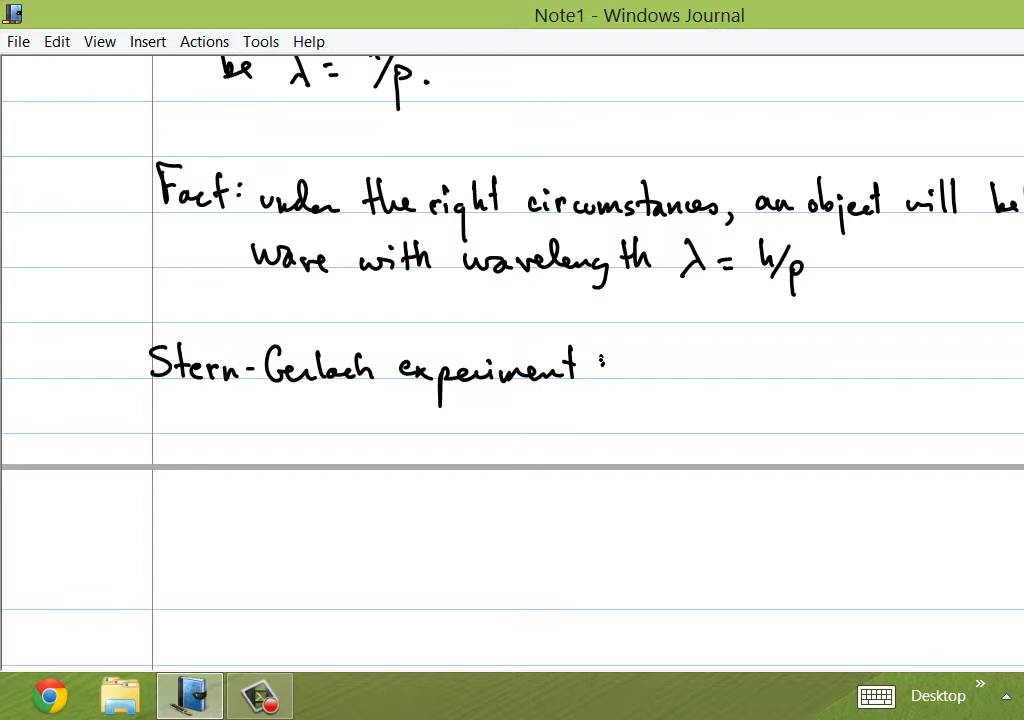 Note1 - Windows Journal
File Edit View Insert Actions Tools Help
be λ = /p.
Fact: under the right circumstances, an object will be
wave with wavelength λ = h/p
Stern-Gerlach experiment :
Desktop